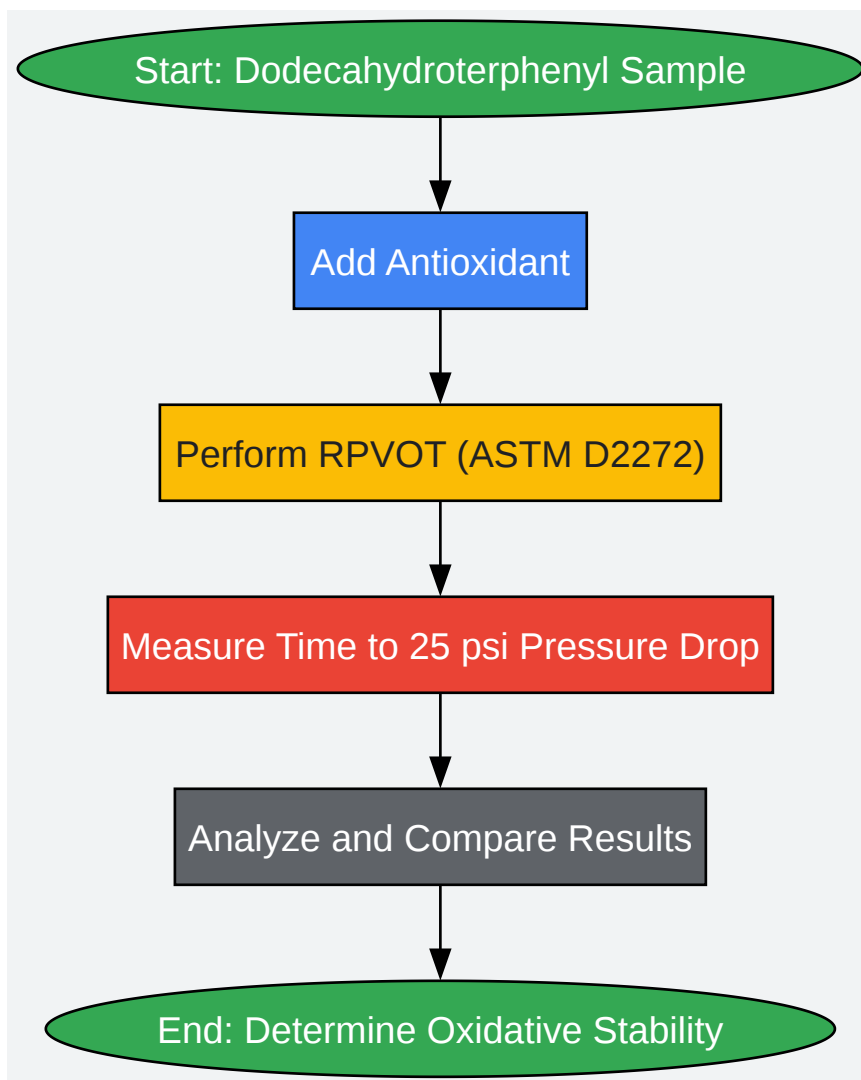 Start: Dodecahydroterphenyl Sample
Add Antioxidant
Perform RPVOT (ASTM D2272)
Measure Time to 25 psi Pressure Drop
Analyze and Compare Results
End: Determine Oxidative Stability